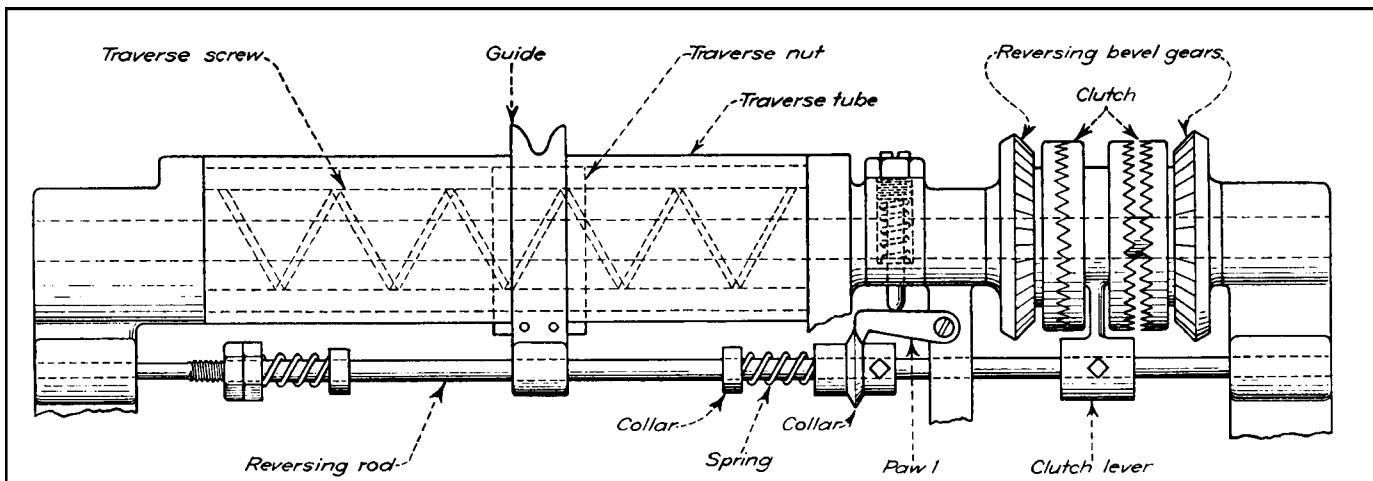 Traverse screw
Guide
Traverse nut
Reversing bevel gears
Traverse tube
Clutch
Collar
Collar
Reversing rod
Spring
Pawl
Clutch lever